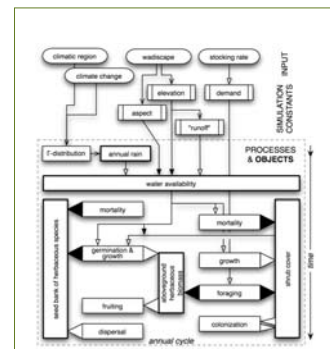 climatic region
wadiscape
stocking rate
INPUT
climate change
elevation
demand
aspect
"runoff"
SIMULATION
CONSTANTS
PROCESSES
& OBJECTS
Γ-distribution
annual rain
water availability
time
seed bank of herbaceous species
mortality
mortality
germination &
growth
aboveground
herbaceous
biomass
growth
shrub cover
foraging
fruiting
colonization
dispersal
annual cycle